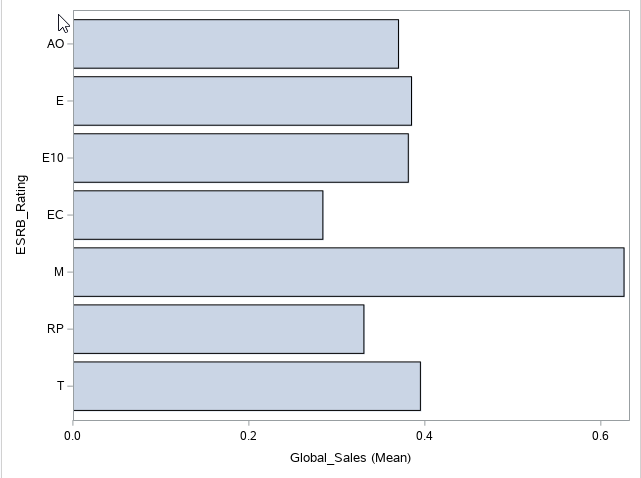 AO
E
E10
EC
M
RP
T
ESRB_Rating
0.0 0.2 0.4 0.6
Global_Sales (Mean)